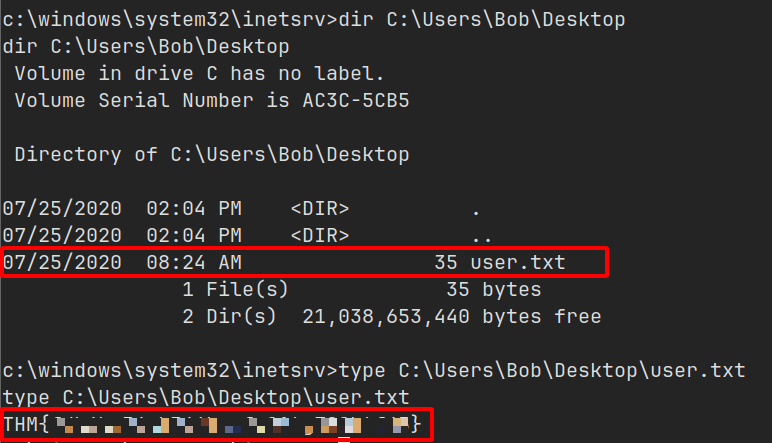 c:\windows\system32\inetsrv>dir C:\Users\Bob\Desktop
dir C:\Users\Bob\Desktop
 Volume in drive C has no label.
 Volume Serial Number is AC3C-5CB5

 Directory of C:\Users\Bob\Desktop

07/25/2020  02:04 PM    <DIR>          .
07/25/2020  02:04 PM    <DIR>          ..
07/25/2020  08:24 AM                35 user.txt
               1 File(s)             35 bytes
               2 Dir(s)  21,038,653,440 bytes free

c:\windows\system32\inetsrv>type C:\Users\Bob\Desktop\user.txt
type C:\Users\Bob\Desktop\user.txt
THM{ }